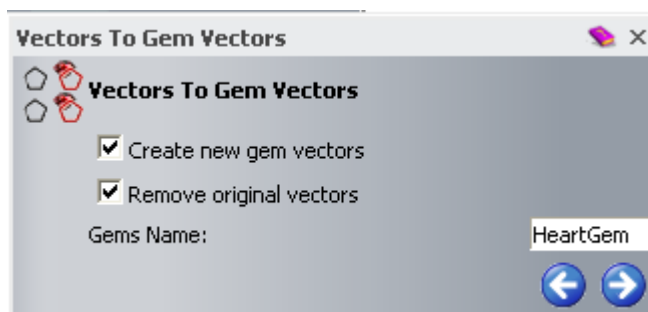 Vectors To Gem Vectors
Vectors To Gem Vectors
Create new gem vectors
Remove original vectors
Gems Name: HeartGem